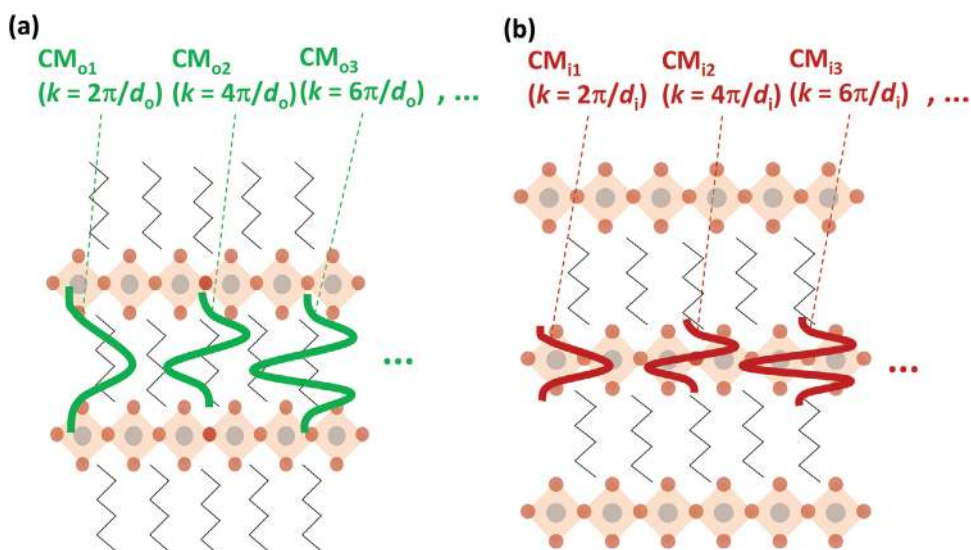 (a)
CMo1 CMo2 CMo3
(k = 2π/do) (k = 4π/do) (k = 6π/do) , ...
...
(b)
CMi1 CMi2 CMi3
(k = 2π/di) (k = 4π/di) (k = 6π/di) , ...
...